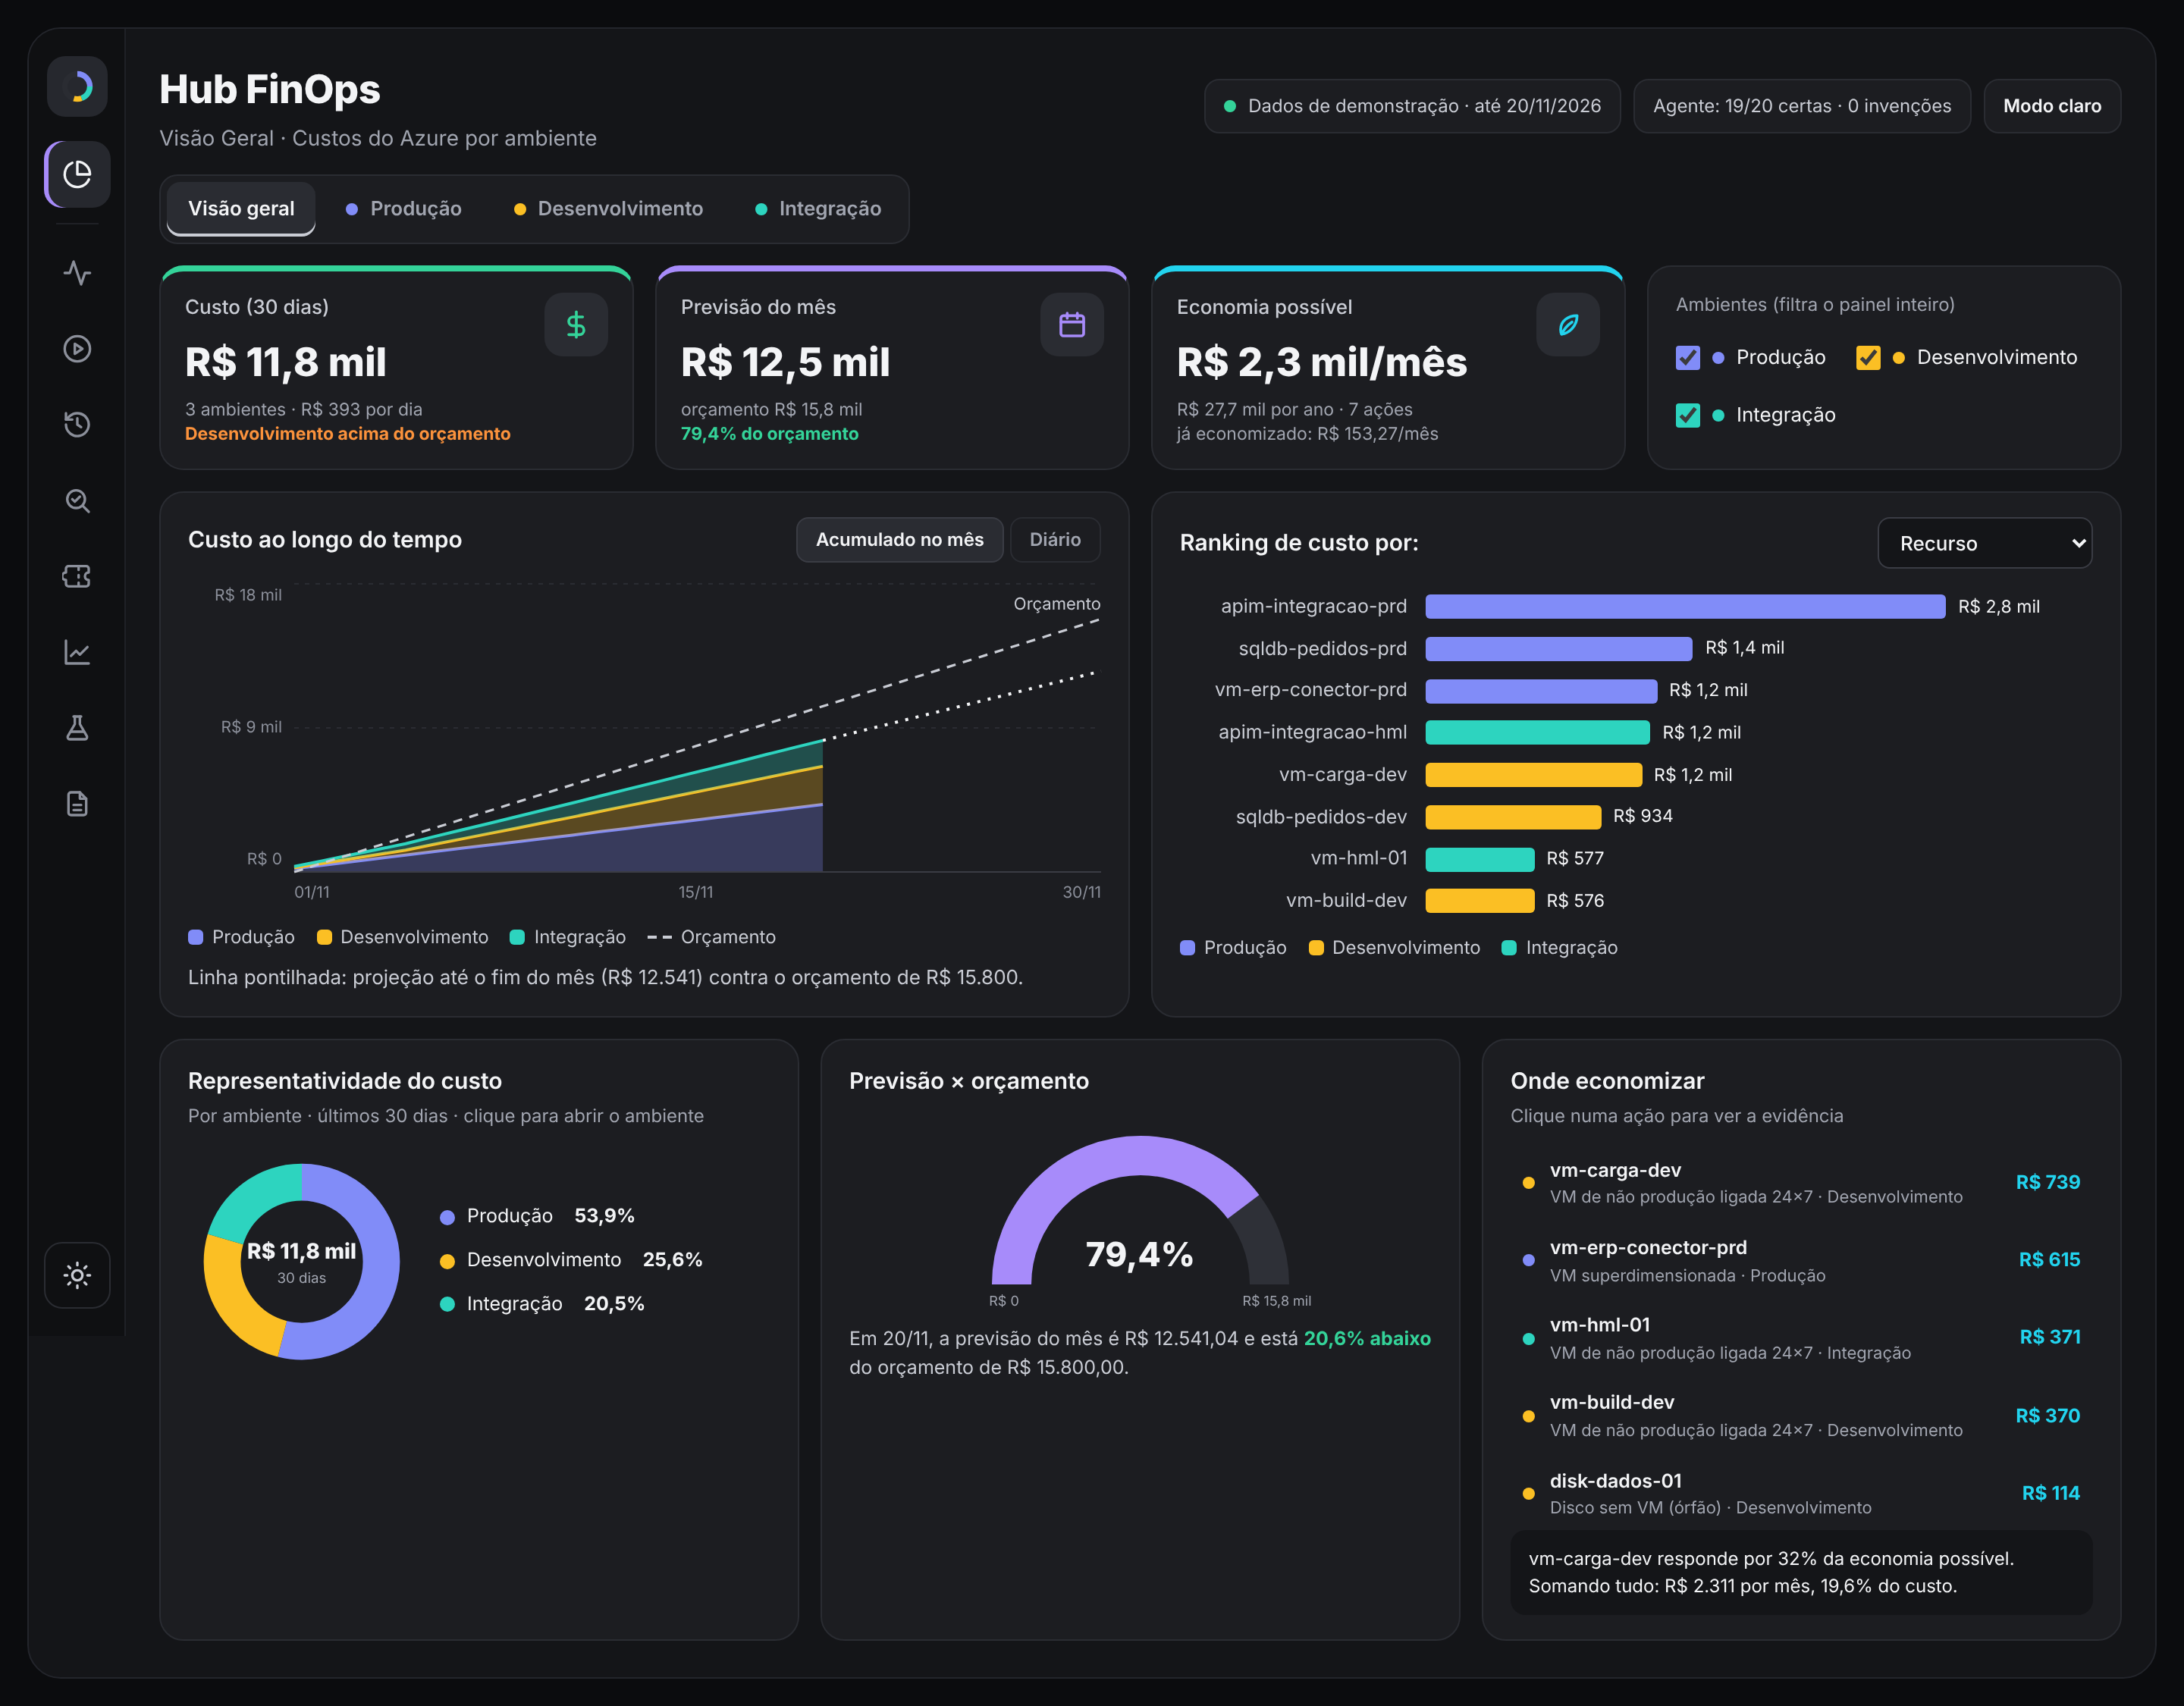 Hub FinOps
Visão Geral · Custos do Azure por ambiente
Dados de demonstração · até 20/11/2026
Agente: 19/20 certas · 0 invenções
Modo claro
Visão geral
Produção
Desenvolvimento
Integração
Custo (30 dias)
R$ 11,8 mil
3 ambientes · R$ 393 por dia
Desenvolvimento acima do orçamento
Previsão do mês
R$ 12,5 mil
orçamento R$ 15,8 mil
79,4% do orçamento
Economia possível
R$ 2,3 mil/mês
R$ 27,7 mil por ano · 7 ações
já economizado: R$ 153,27/mês
Ambientes (filtra o painel inteiro)
Produção
Desenvolvimento
Integração
Custo ao longo do tempo
Acumulado no mês
Diário
R$ 18 mil
Orçamento
R$ 9 mil
R$ 0
01/11
15/11
30/11
Produção
Desenvolvimento
Integração
Orçamento
Linha pontilhada: projeção até o fim do mês (R$ 12.541) contra o orçamento de R$ 15.800.
Ranking de custo por:
Recurso
apim-integracao-prd R$ 2,8 mil
sqldb-pedidos-prd R$ 1,4 mil
vm-erp-conector-prd R$ 1,2 mil
apim-integracao-hml R$ 1,2 mil
vm-carga-dev R$ 1,2 mil
sqldb-pedidos-dev R$ 934
vm-hml-01 R$ 577
vm-build-dev R$ 576
Produção
Desenvolvimento
Integração
Representatividade do custo
Por ambiente · últimos 30 dias · clique para abrir o ambiente
R$ 11,8 mil
30 dias
Produção 53,9%
Desenvolvimento 25,6%
Integração 20,5%
Previsão × orçamento
79,4%
R$ 0
R$ 15,8 mil
Em 20/11, a previsão do mês é R$ 12.541,04 e está 20,6% abaixo
do orçamento de R$ 15.800,00.
Onde economizar
Clique numa ação para ver a evidência
vm-carga-dev
VM de não produção ligada 24×7 · Desenvolvimento
R$ 739
vm-erp-conector-prd
VM superdimensionada · Produção
R$ 615
vm-hml-01
VM de não produção ligada 24×7 · Integração
R$ 371
vm-build-dev
VM de não produção ligada 24×7 · Desenvolvimento
R$ 370
disk-dados-01
Disco sem VM (órfão) · Desenvolvimento
R$ 114
vm-carga-dev responde por 32% da economia possível.
Somando tudo: R$ 2.311 por mês, 19,6% do custo.